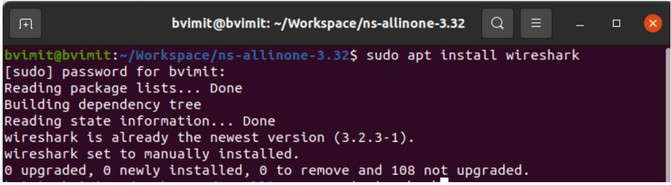 bvimit@bvimit: ~/Workspace/ns-allinone-3.32
bvimit@bvimit:~/Workspace/ns-allinone-3.32$ sudo apt install wireshark
[sudo] password for bvimit:
Reading package lists... Done
Building dependency tree
Reading state information... Done
wireshark is already the newest version (3.2.3-1).
wireshark set to manually installed.
0 upgraded, 0 newly installed, 0 to remove and 108 not upgraded.